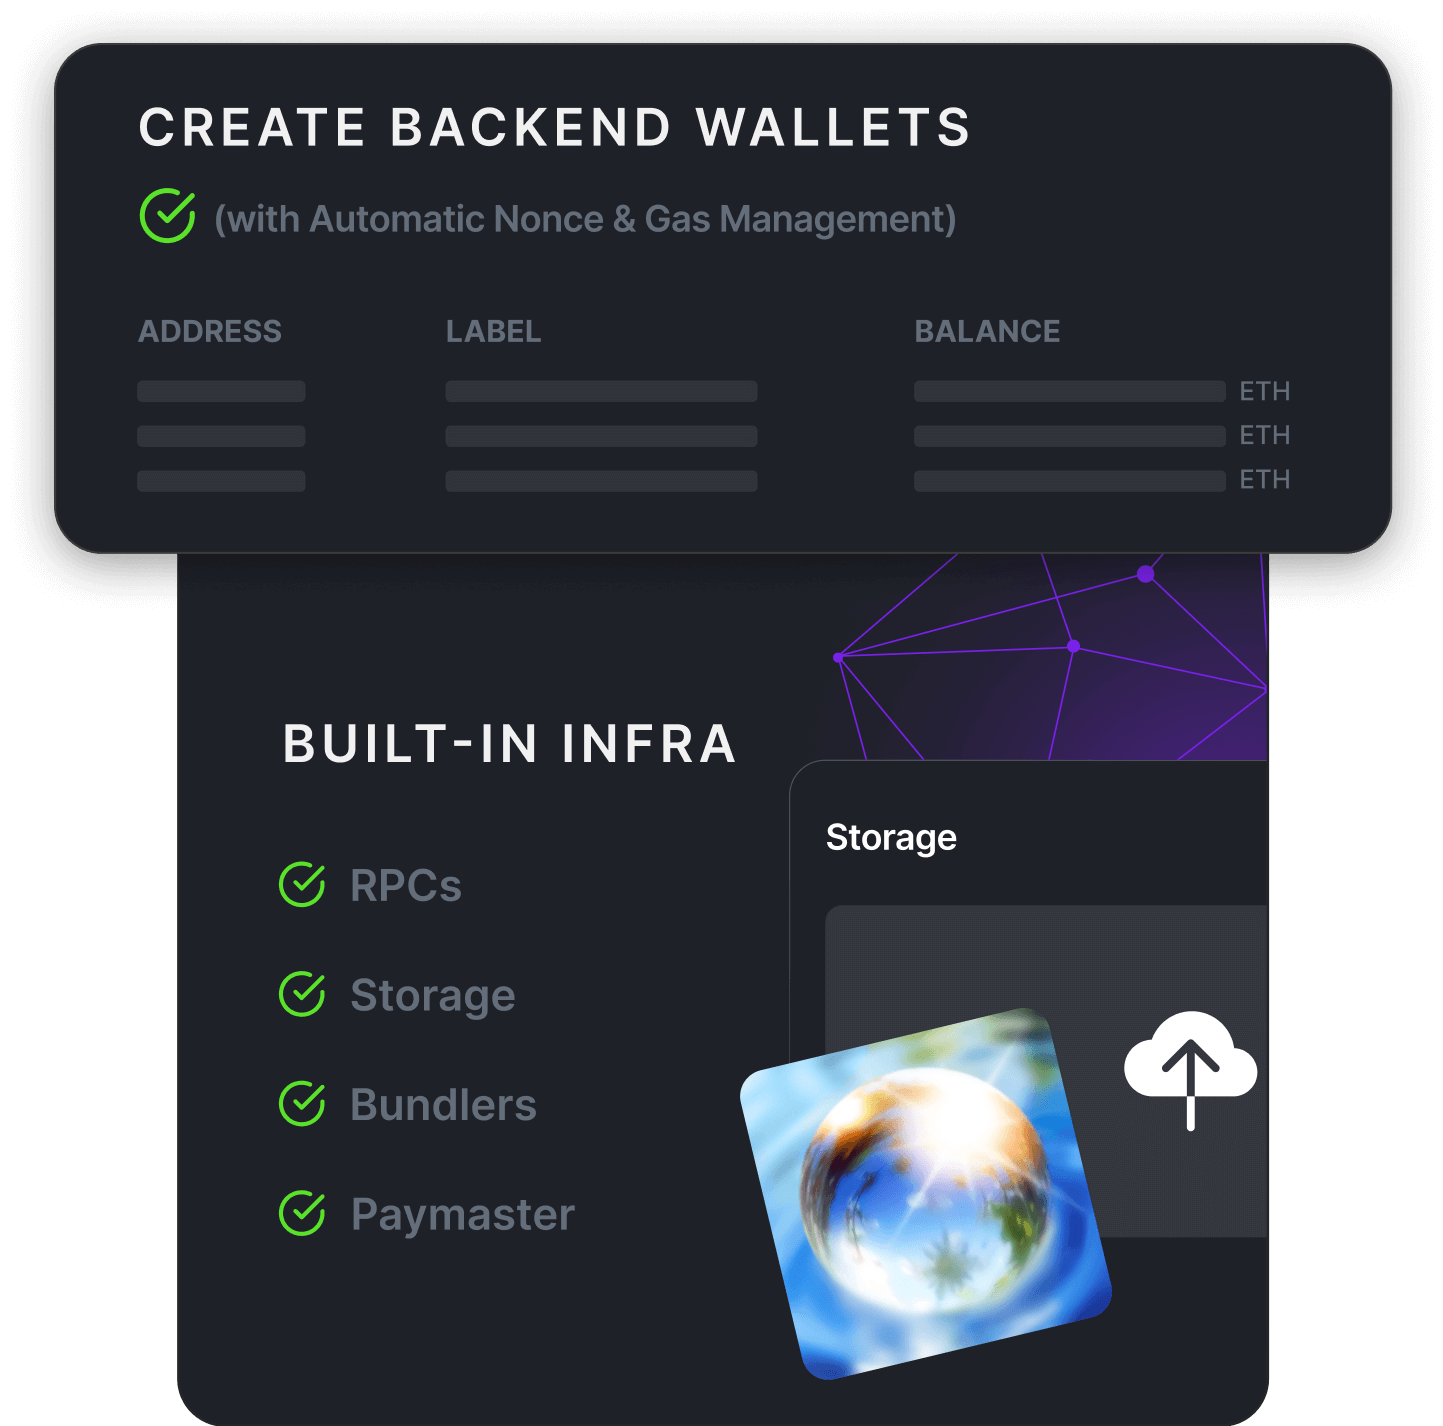 CREATE BACKEND WALLETS
(with Automatic Nonce & Gas Management)
ADDRESS LABEL BALANCE
ETH
ETH
ETH
BUILT-IN INFRA
Storage
RPCs
Storage
Bundlers
Paymaster